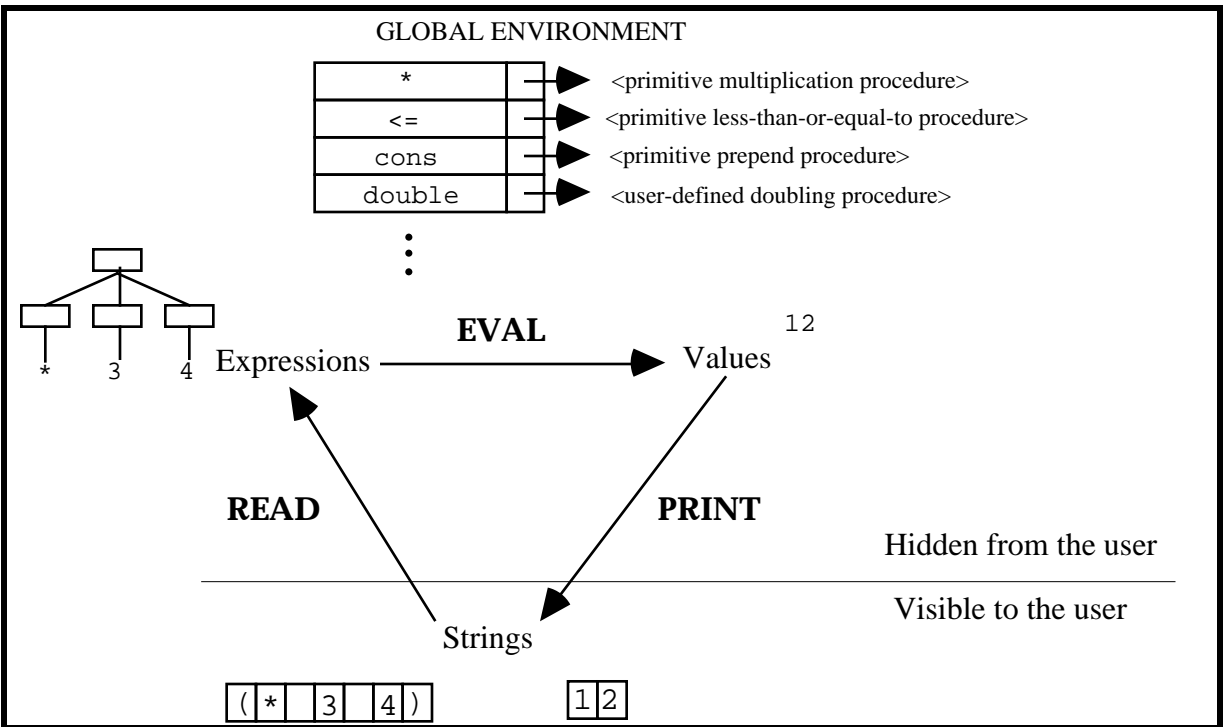 GLOBAL ENVIRONMENT
* <primitive multiplication procedure>
<= <primitive less-than-or-equal-to procedure>
cons <primitive prepend procedure>
double <user-defined doubling procedure>
* 3 4
EVAL
12
Expressions
Values
READ
PRINT
Hidden from the user
Visible to the user
Strings
(* 3 4)
12